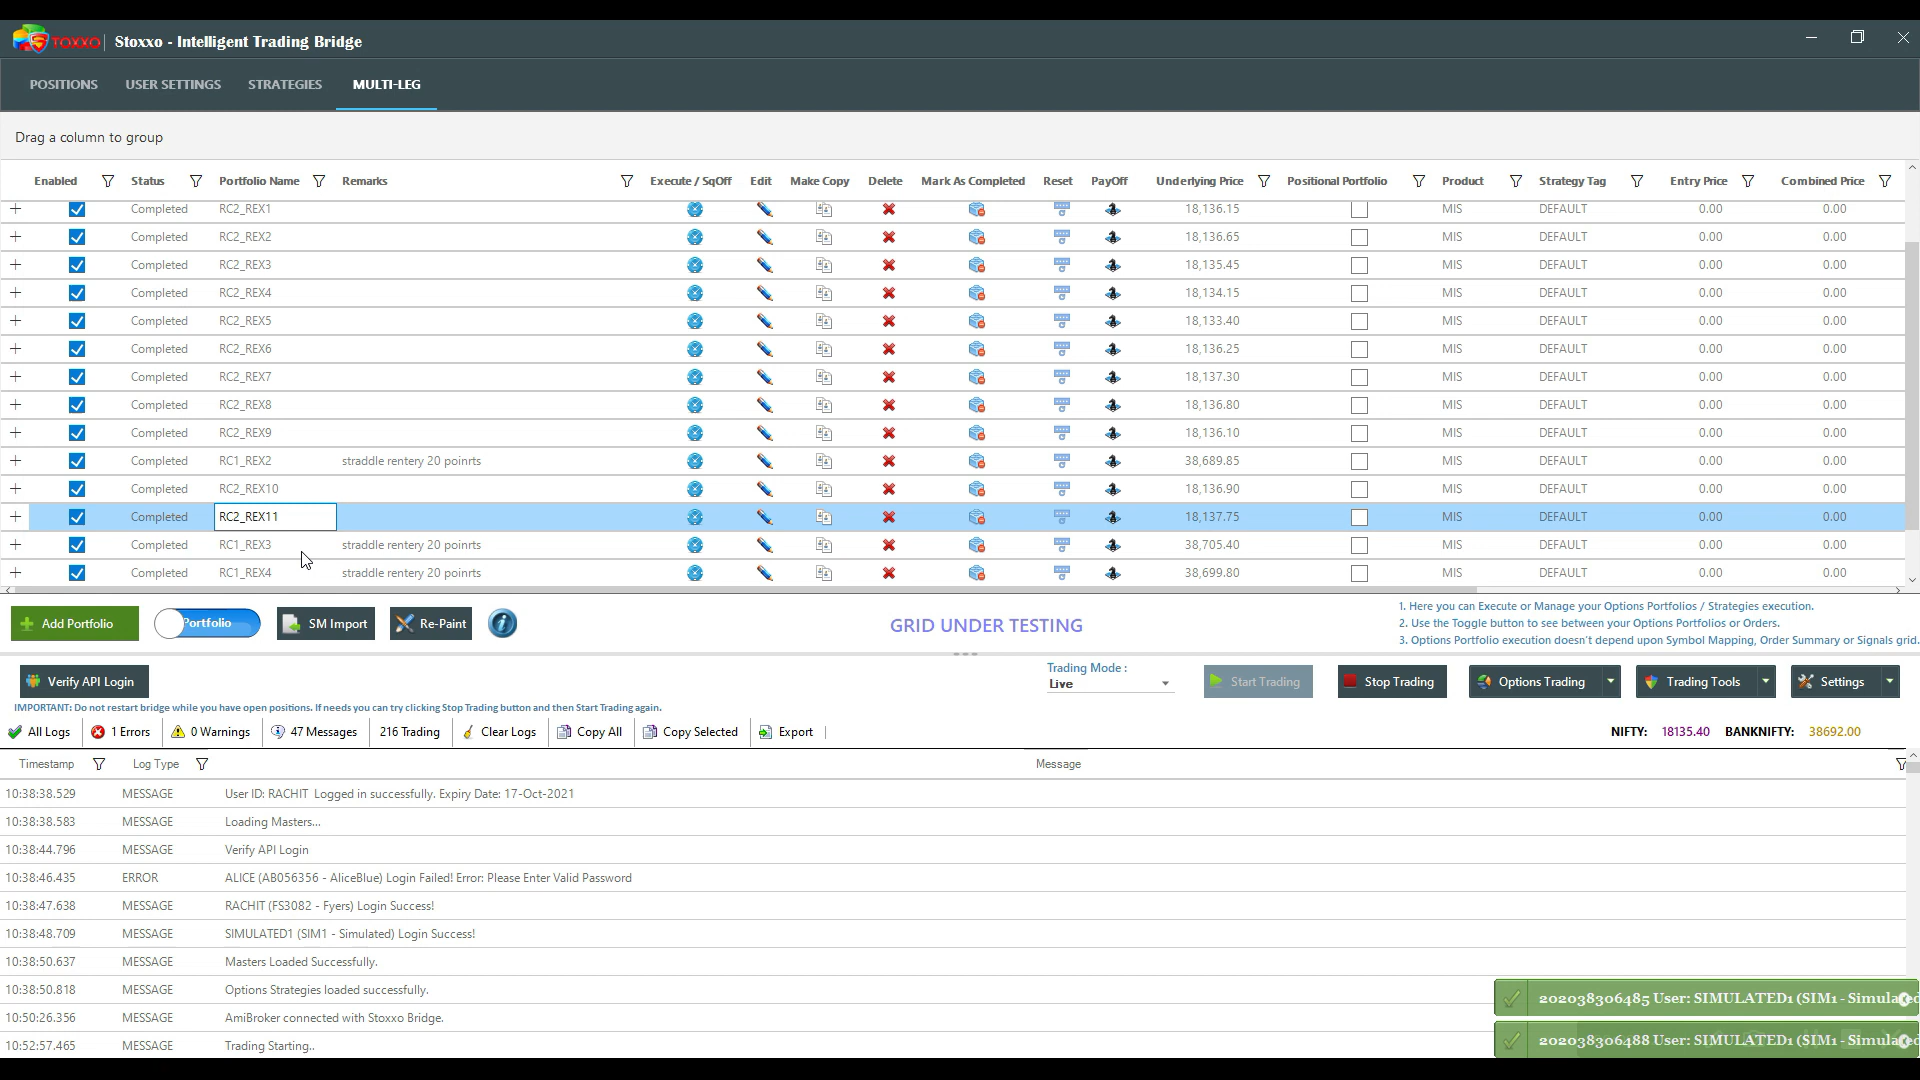 TOXXO Stoxxo - Intelligent Trading Bridge
POSITIONS USER SETTINGS STRATEGIES MULTI-LEG
Drag a column to group
Enabled Status Portfolio Name Remarks Execute / SqOff Edit Make Copy Delete Mark As Completed Reset PayOff Underlying Price Positional Portfolio Product Strategy Tag Entry Price Combined Price
Completed RC2_REX1 18,136.15 MIS DEFAULT 0.00 0.00
Completed RC2_REX2 18,136.65 MIS DEFAULT 0.00 0.00
Completed RC2_REX3 18,135.45 MIS DEFAULT 0.00 0.00
Completed RC2_REX4 18,134.15 MIS DEFAULT 0.00 0.00
Completed RC2_REX5 18,133.40 MIS DEFAULT 0.00 0.00
Completed RC2_REX6 18,136.25 MIS DEFAULT 0.00 0.00
Completed RC2_REX7 18,137.30 MIS DEFAULT 0.00 0.00
Completed RC2_REX8 18,136.80 MIS DEFAULT 0.00 0.00
Completed RC2_REX9 18,136.10 MIS DEFAULT 0.00 0.00
Completed RC1_REX2 straddle rentery 20 poinrts 38,689.85 MIS DEFAULT 0.00 0.00
Completed RC2_REX10 18,136.90 MIS DEFAULT 0.00 0.00
Completed RC2_REX11 18,137.75 MIS DEFAULT 0.00 0.00
Completed RC1_REX3 straddle rentery 20 poinrts 38,705.40 MIS DEFAULT 0.00 0.00
Completed RC1_REX4 straddle rentery 20 poinrts 38,699.80 MIS DEFAULT 0.00 0.00
Add Portfolio Portfolio SM Import Re-Paint GRID UNDER TESTING
1. Here you can Execute or Manage your Options Portfolios / Strategies execution.
2. Use the Toggle button to see between your Options Portfolios or Orders.
3. Options Portfolio execution doesn't depend upon Symbol Mapping, Order Summary or Signals grid.
Verify API Login Trading Mode : Live Start Trading Stop Trading Options Trading Trading Tools Settings
IMPORTANT: Do not restart bridge while you have open positions. If needs you can try clicking Stop Trading button and then Start Trading again.
All Logs 1 Errors 0 Warnings 47 Messages 216 Trading Clear Logs Copy All Copy Selected Export NIFTY: 18135.40 BANKNIFTY: 38692.00
Timestamp Log Type Message
10:38:38.529 MESSAGE User ID: RACHIT Logged in successfully. Expiry Date: 17-Oct-2021
10:38:38.583 MESSAGE Loading Masters...
10:38:44.796 MESSAGE Verify API Login
10:38:46.435 ERROR ALICE (AB056356 - AliceBlue) Login Failed! Error: Please Enter Valid Password
10:38:47.638 MESSAGE RACHIT (FS3082 - Fyers) Login Success!
10:38:48.709 MESSAGE SIMULATED1 (SIM1 - Simulated) Login Success!
10:38:50.637 MESSAGE Masters Loaded Successfully.
10:38:50.818 MESSAGE Options Strategies loaded successfully.
10:50:26.356 MESSAGE AmiBroker connected with Stoxxo Bridge.
10:52:57.465 MESSAGE Trading Starting..
202038306485 User: SIMULATED1 (SIM1 - Simulated
202038306488 User: SIMULATED1 (SIM1 - Simulated